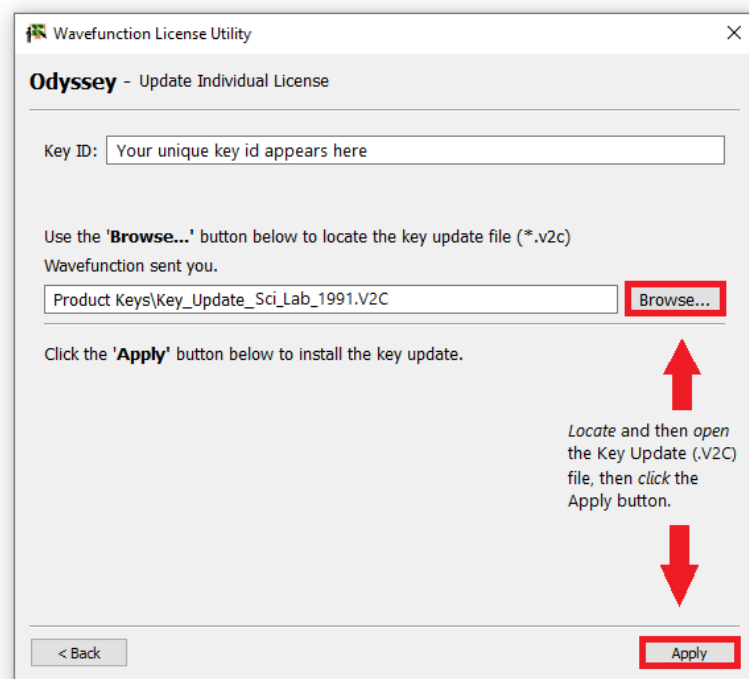 Wavefunction License Utility
Odyssey - Update Individual License
Key ID: Your unique key id appears here
Use the 'Browse...' button below to locate the key update file (*.v2c)
Wavefunction sent you.
Product Keys\Key_Update_Sci_Lab_1991.V2C Browse...
Click the 'Apply' button below to install the key update.
Locate and then open
the Key Update (.V2C)
file, then click the
Apply button.
< Back Apply